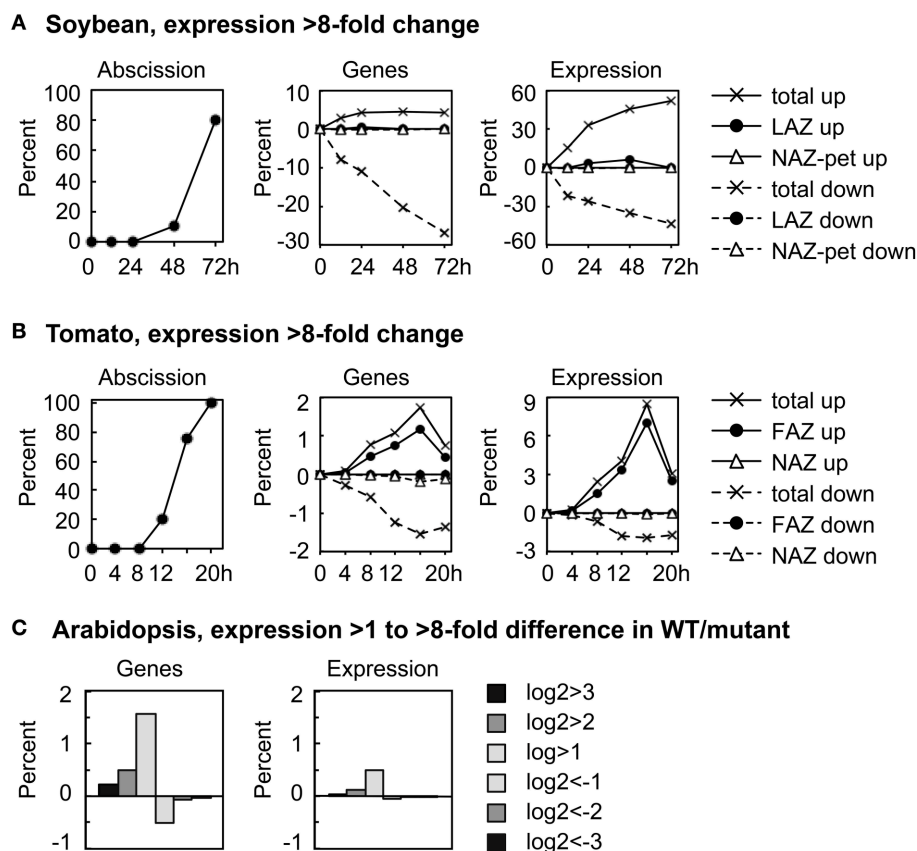 A Soybean, expression >8-fold change
Abscission
Genes
Expression
Percent
100
80
60
40
20
0
0 24 48 72h
Percent
10
0
-10
-20
-30
0 24 48 72h
Percent
60
30
0
-30
-60
0 24 48 72h
total up
LAZ up
NAZ-pet up
total down
LAZ down
NAZ-pet down
B Tomato, expression >8-fold change
Abscission
Genes
Expression
Percent
100
80
60
40
20
0
0 4 8 12 20h
Percent
2
1
0
-1
-2
0 4 8 12 20h
Percent
9
6
3
0
-3
0 4 8 12 20h
total up
FAZ up
NAZ up
total down
FAZ down
NAZ down
C Arabidopsis, expression >1 to >8-fold difference in WT/mutant
Genes
Expression
Percent
2
1
0
-1
Percent
2
1
0
-1
log2>3
log2>2
log>1
log2<-1
log2<-2
log2<-3